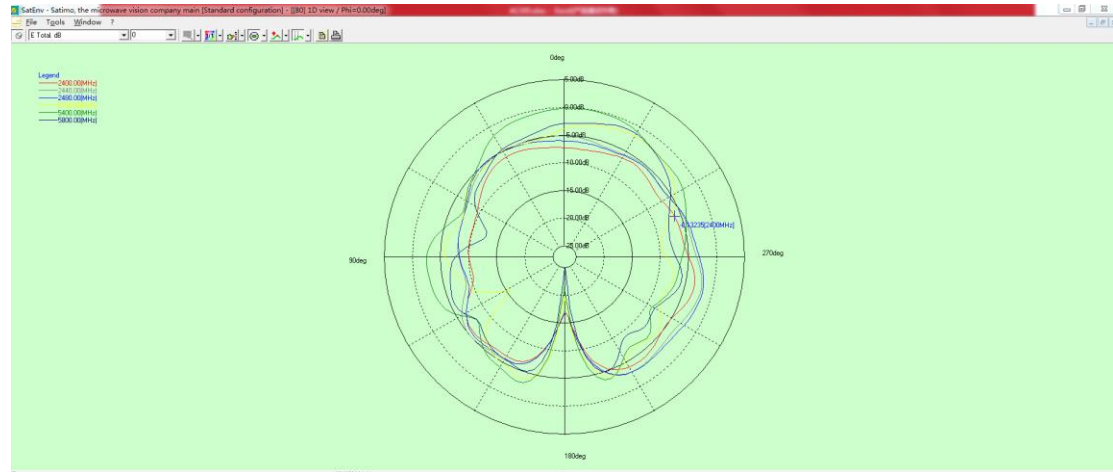 SatEnv - Satimo, the microwave vision company main [Standard configuration] - [[80] 1D view / Phi=0.00deg]
File Tools Window ?
E Total dB 0
0deg
Legend
2400.00(MHz)
2440.00(MHz)
2480.00(MHz)
5400.00(MHz)
5800.00(MHz)
5.00dB
0.00dB
-5.00dB
-10.00dB
-15.00dB
-20.00dB
-25.00dB
90deg
270deg
180deg